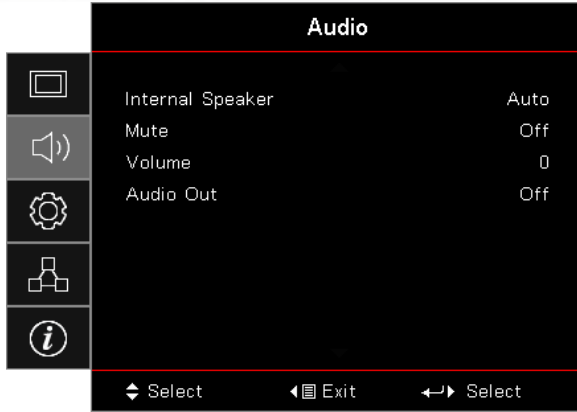 Audio
Internal Speaker Auto
Mute Off
Volume 0
Audio Out Off
Select Exit Select